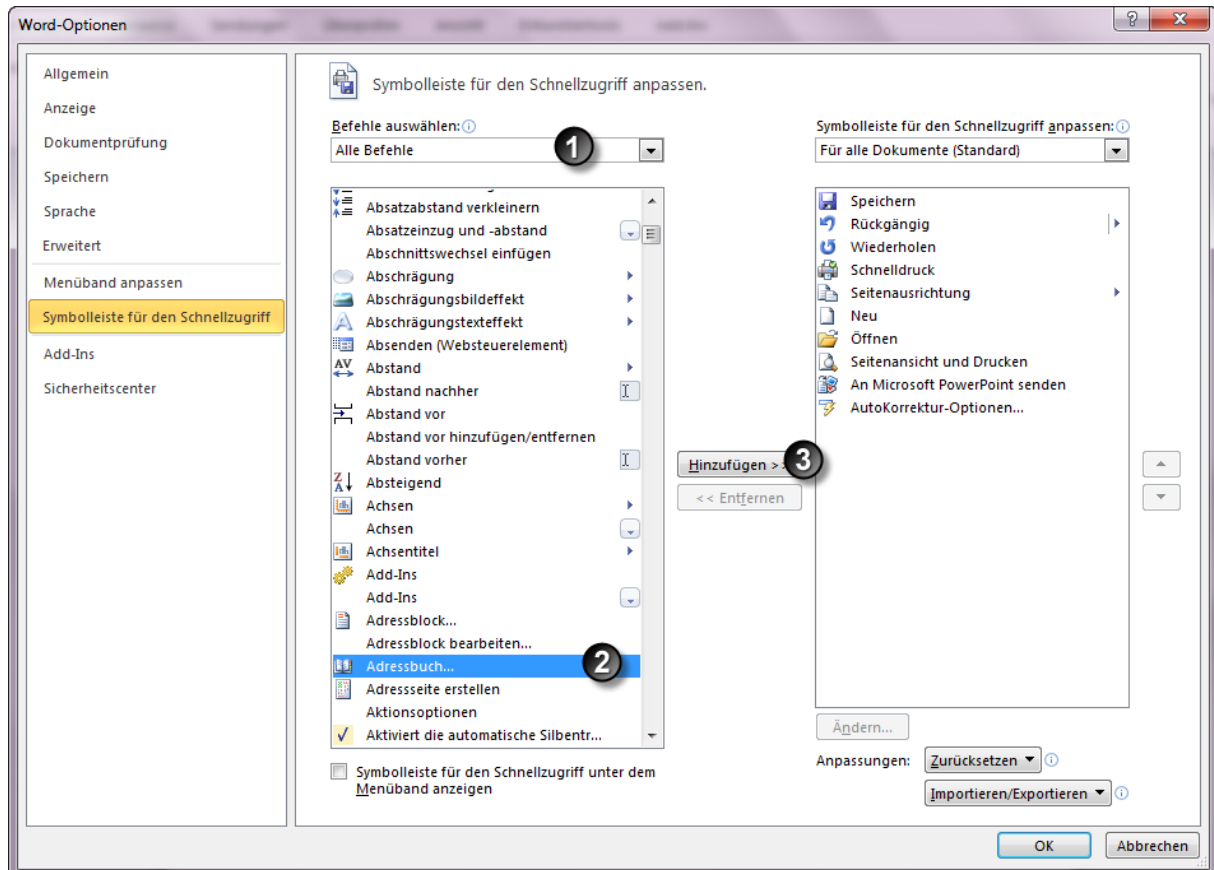 Word-Optionen
Allgemein
Anzeige
Dokumentprüfung
Speichern
Sprache
Erweitert
Menüband anpassen
Symbolleiste für den Schnellzugriff
Add-Ins
Sicherheitscenter
Symbolleiste für den Schnellzugriff anpassen.
Befehle auswählen:
Alle Befehle
1
Absatzabstand verkleinern
Absatzeinzug und -abstand
Abschnittswechsel einfügen
Abschrägung
Abschrägungsbildeffekt
Abschrägungstexteffekt
Absenden (Websteuerelement)
Abstand
Abstand nachher
Abstand vor
Abstand vor hinzufügen/entfernen
Abstand vorher
Absteigend
Achsen
Achsen
Achsentitel
Add-Ins
Add-Ins
Adressblock...
Adressblock bearbeiten...
Adressbuch...
2
Adressseite erstellen
Aktionsoptionen
Aktiviert die automatische Silbentr...
Symbolleiste für den Schnellzugriff unter dem
Menüband anzeigen
Hinzufügen >>
3
<< Entfernen
Symbolleiste für den Schnellzugriff anpassen:
Für alle Dokumente (Standard)
Speichern
Rückgängig
Wiederholen
Schnelldruck
Seitenausrichtung
Neu
Öffnen
Seitenansicht und Drucken
An Microsoft PowerPoint senden
AutoKorrektur-Optionen...
Ändern...
Anpassungen: Zurücksetzen
Importieren/Exportieren
OK Abbrechen